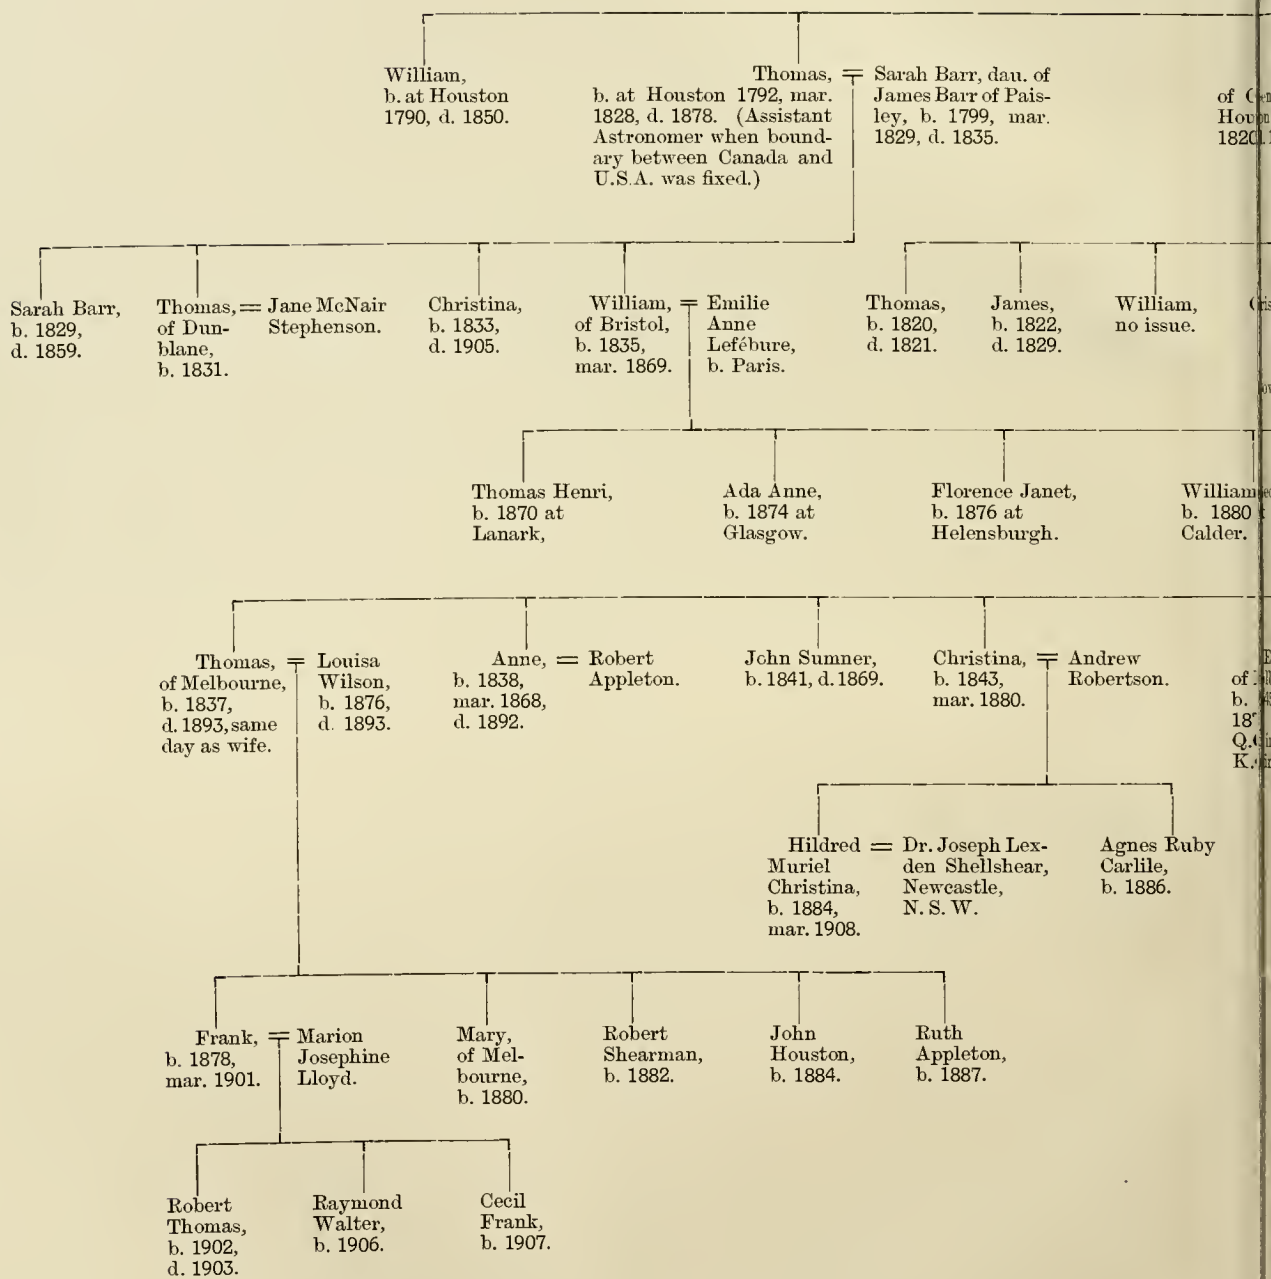 William,
b. at Houston
1790, d. 1850.
Thomas, =
b. at Houston 1792, mar.
1828, d. 1878. (Assistant
Astronomer when bound-
ary between Canada and
U.S.A. was fixed.)
Sarah Barr, dau. of
James Barr of Pais-
ley, b. 1799, mar.
1829, d. 1835.
of
1820
Sarah Barr,
b. 1829,
d. 1859.
Thomas, =
of Dun-
blane,
b. 1831.
Jane McNair
Stephenson.
Christina,
b. 1833,
d. 1905.
William, =
of Bristol,
b. 1835,
mar. 1869.
Emilie
Anne
Lefébure,
b. Paris.
Thomas,
b. 1820,
d. 1821.
James,
b. 1822,
d. 1829.
William,
no issue.
Thomas Henri,
b. 1870 at
Lanark,
Ada Anne,
b. 1874 at
Glasgow.
Florence Janet,
b. 1876 at
Helensburgh.
William
b. 1880
Calder.
Thomas, =
of Melbourne,
b. 1837,
d. 1893, same
day as wife.
Louisa
Wilson,
b. 1876,
d. 1893.
Anne, =
b. 1838,
mar. 1868,
d. 1892.
Robert
Appleton.
John Sumner,
b. 1841, d. 1869.
Christina, =
b. 1843,
mar. 1880.
Andrew
Robertson.
of
b.
Hildred =
Muriel
Christina,
b. 1884,
mar. 1908.
Dr. Joseph Lex-
den Shellshear,
Newcastle,
N. S. W.
Agnes Ruby
Carlile,
b. 1886.
Frank, =
b. 1878,
mar. 1901.
Marion
Josephine
Lloyd.
Mary,
of Mel-
bourne,
b. 1880.
Robert
Shearman,
b. 1882.
John
Houston,
b. 1884.
Ruth
Appleton,
b. 1887.
Robert
Thomas,
b. 1902,
d. 1903.
Raymond
Walter,
b. 1906.
Cecil
Frank,
b. 1907.